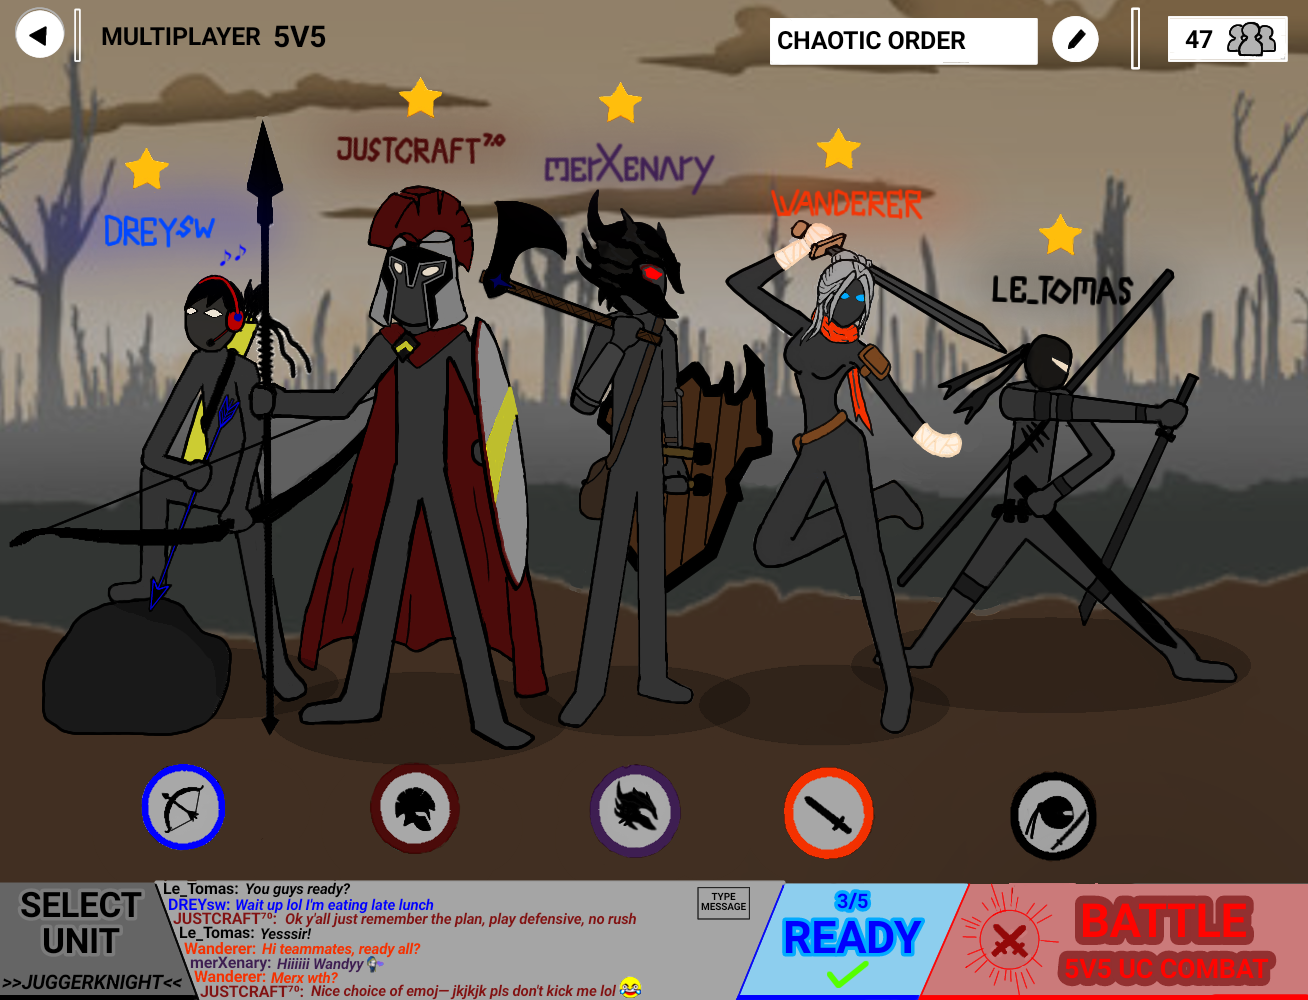 MULTIPLAYER 5V5
CHAOTIC ORDER
47
JUSTCRAFT⁷⁰
merXenary
WANDERER
DREYsw
LE_TOMAS
SELECT
UNIT
>>JUGGERKNIGHT<<
Le_Tomas: You guys ready?
DREYsw: Wait up lol I'm eating late lunch
JUSTCRAFT⁷⁰: Ok y'all just remember the plan, play defensive, no rush
Le_Tomas: Yesssir!
Wanderer: Hi teammates, ready all?
merXenary: Hiiiiii Wandyy
Wanderer: Merx wth?
JUSTCRAFT⁷⁰: Nice choice of emoj— jkjkjk pls don't kick me lol 😂
TYPE
MESSAGE
3/5
READY
BATTLE
5V5 UC COMBAT